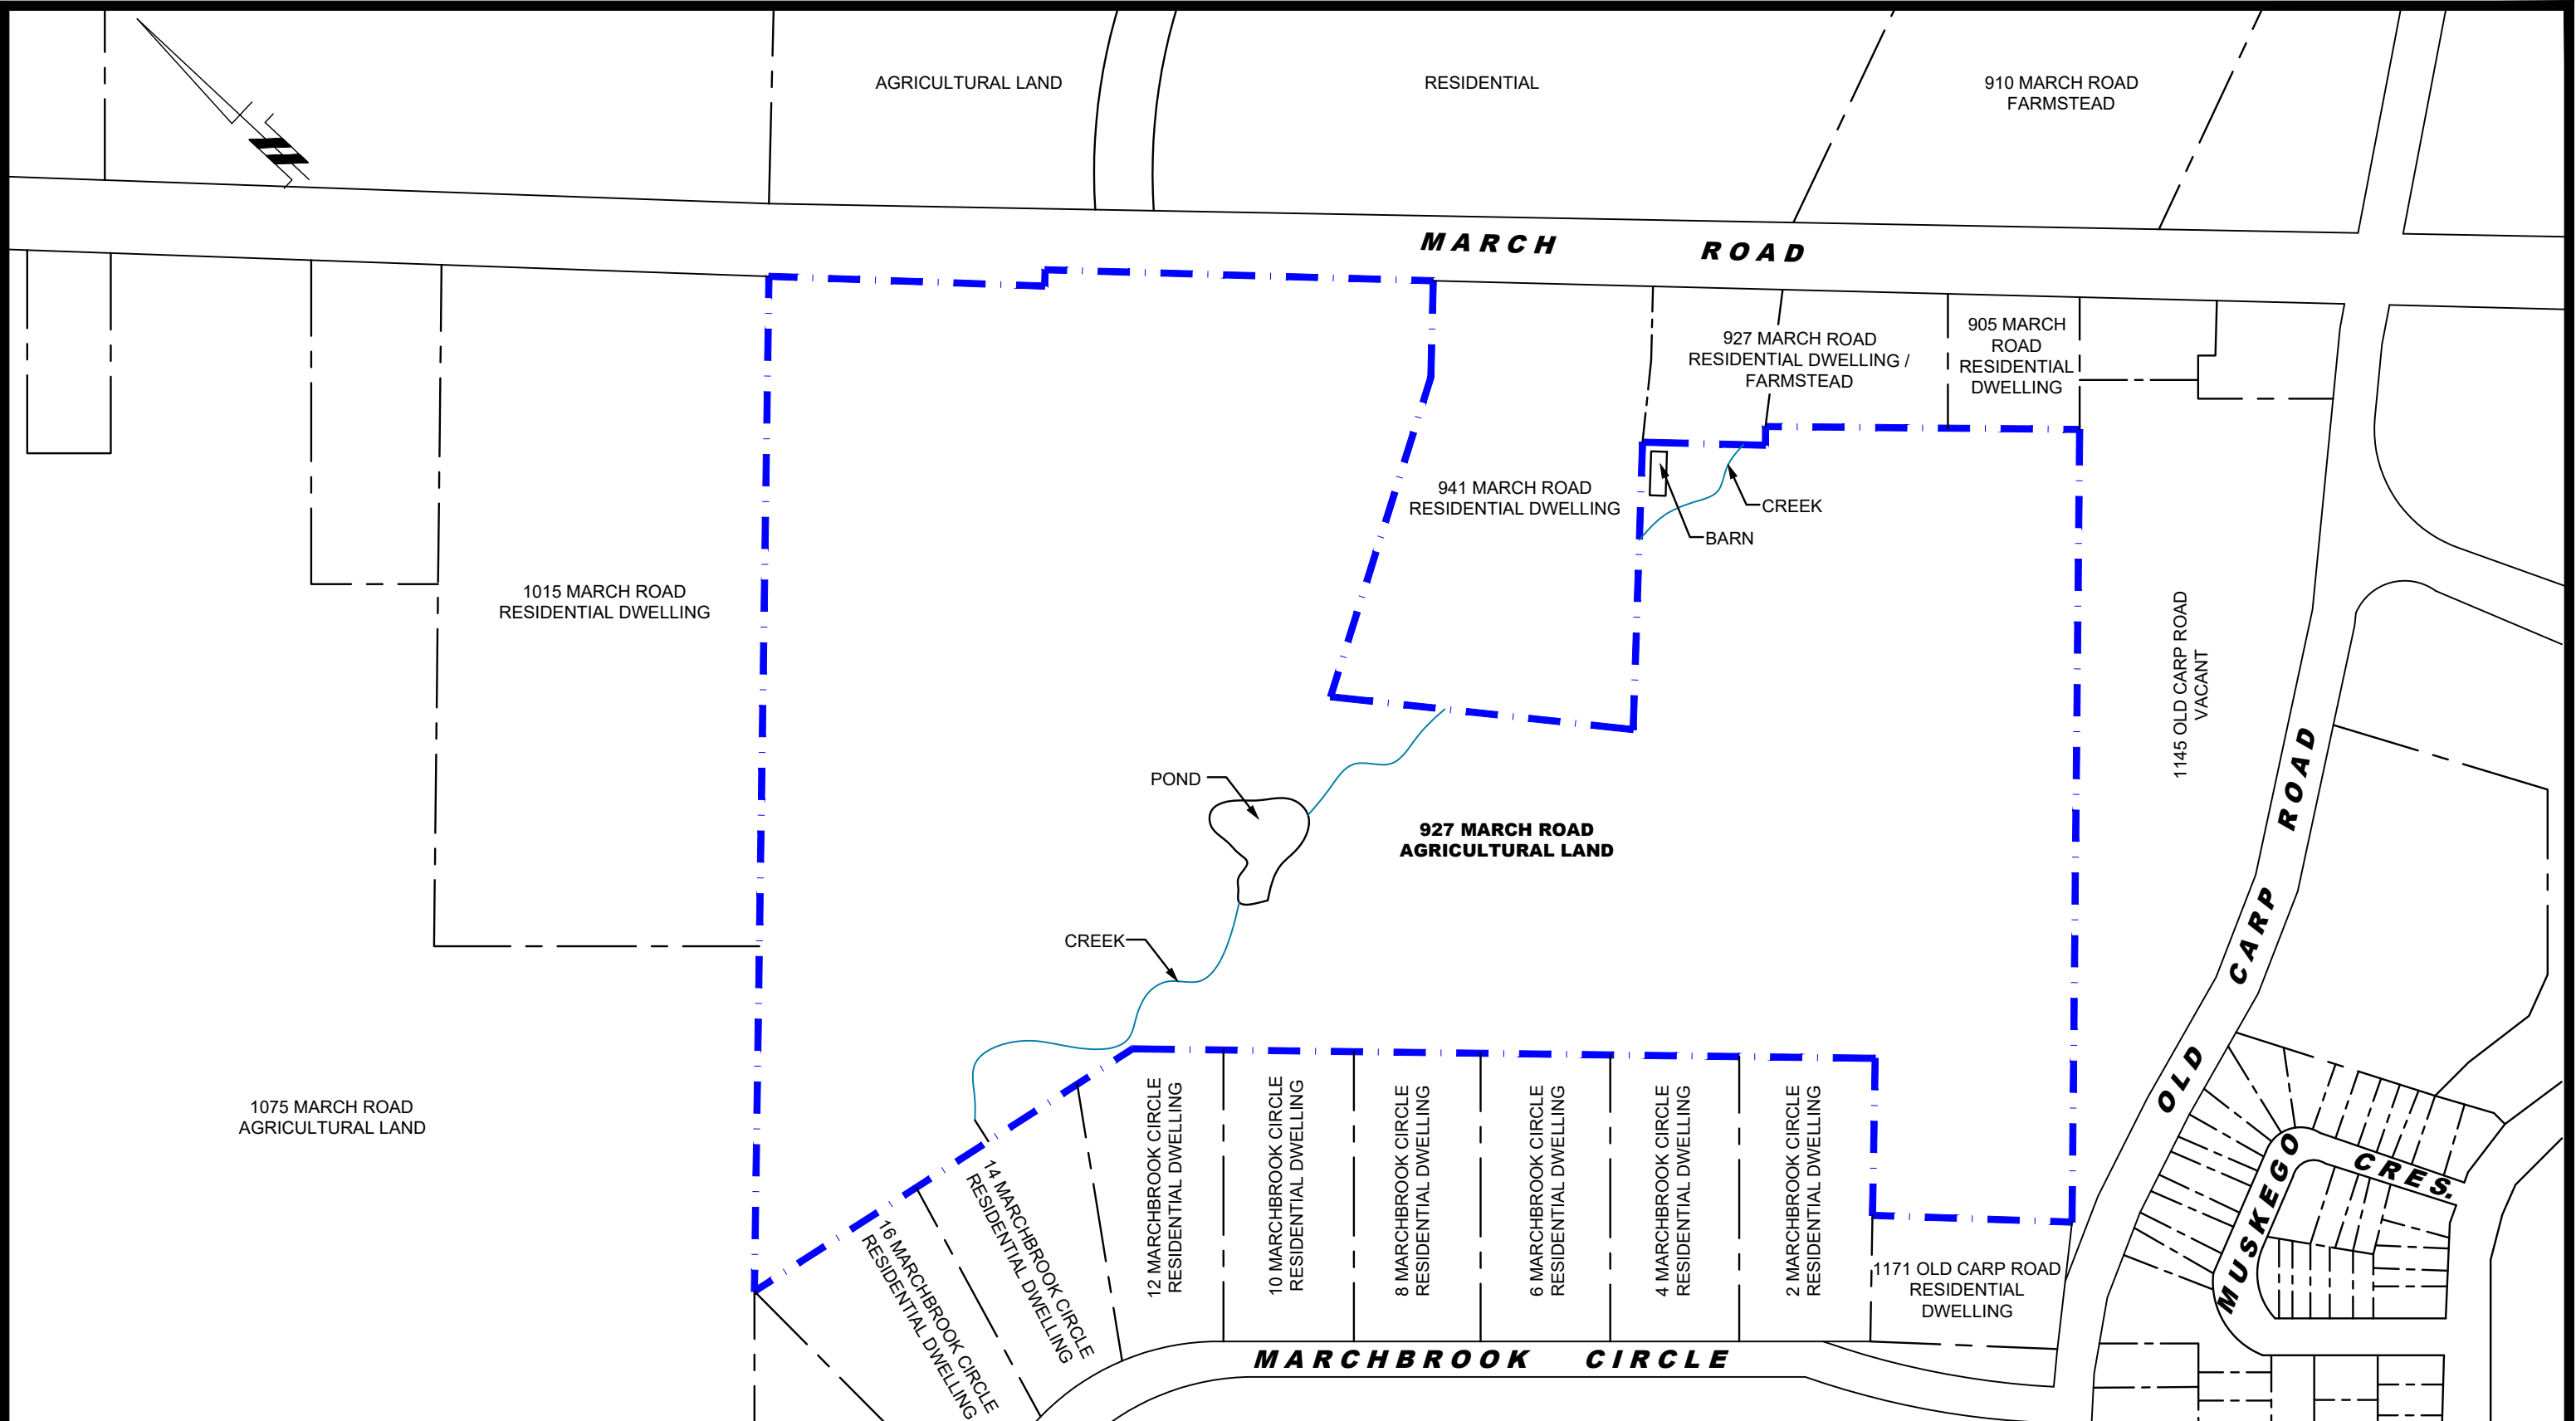 AGRICULTURAL LAND
RESIDENTIAL
910 MARCH ROAD
FARMSTEAD
MARCH ROAD
927 MARCH ROAD
RESIDENTIAL DWELLING /
FARMSTEAD
905 MARCH
ROAD
RESIDENTIAL
DWELLING
941 MARCH ROAD
RESIDENTIAL DWELLING
CREEK
BARN
1015 MARCH ROAD
RESIDENTIAL DWELLING
1145 OLD CARP ROAD
VACANT
POND
927 MARCH ROAD
AGRICULTURAL LAND
CREEK
OLD CARP ROAD
1075 MARCH ROAD
AGRICULTURAL LAND
16 MARCHBROOK CIRCLE
RESIDENTIAL DWELLING
14 MARCHBROOK CIRCLE
RESIDENTIAL DWELLING
12 MARCHBROOK CIRCLE
RESIDENTIAL DWELLING
10 MARCHBROOK CIRCLE
RESIDENTIAL DWELLING
8 MARCHBROOK CIRCLE
RESIDENTIAL DWELLING
6 MARCHBROOK CIRCLE
RESIDENTIAL DWELLING
4 MARCHBROOK CIRCLE
RESIDENTIAL DWELLING
2 MARCHBROOK CIRCLE
RESIDENTIAL DWELLING
1171 OLD CARP ROAD
RESIDENTIAL
DWELLING
MUSKEGO CRES.
MARCHBROOK CIRCLE